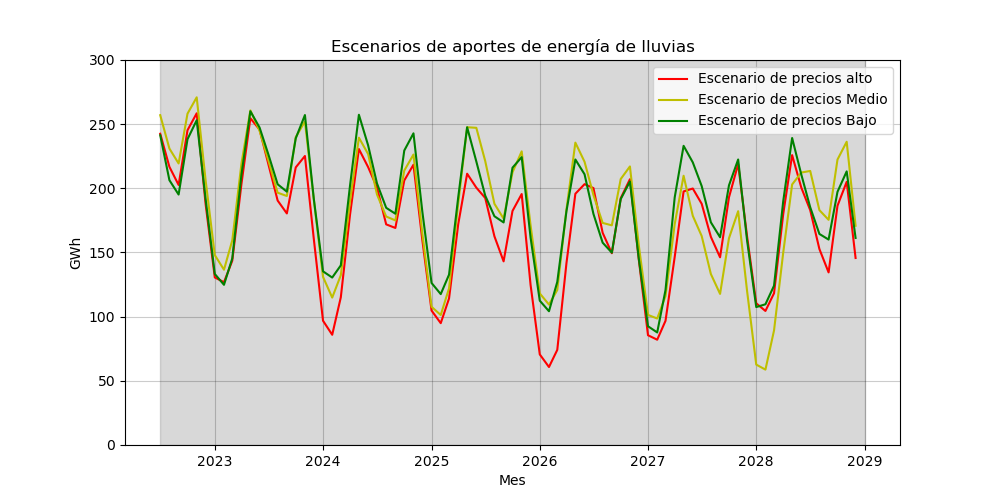 Escenarios de aportes de energía de lluvias
Escenario de precios alto
Escenario de precios Medio
Escenario de precios Bajo
GWh
300
250
200
150
100
50
0
2023 2024 2025 2026 2027 2028 2029
Mes